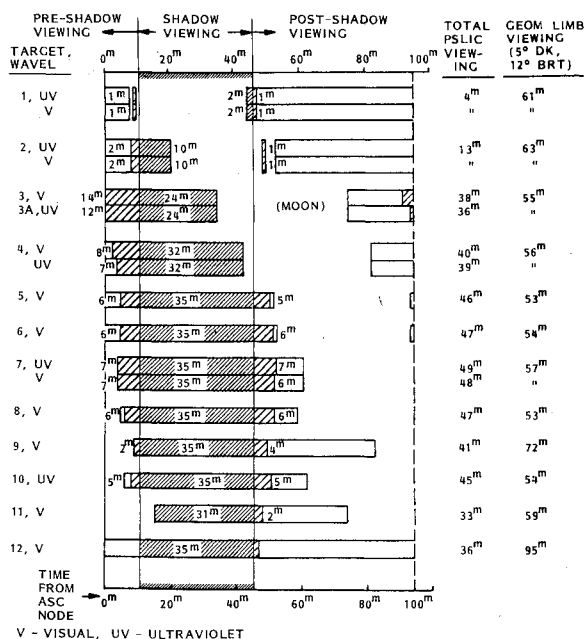 PRE-SHADOW VIEWING SHADOW VIEWING POST-SHADOW VIEWING TOTAL PSLIC VIEW- ING GEOM LIMB VIEWING (5° DK, 12° BRT)
TARGET, WAVEL 0m 20m 40m 60m 80m 100m
1, UV 1m 2m 1m 4m 61m
V 1m 2m 1m " "
2, UV 2m 10m 1m 13m 63m
V 2m 10m 1m " "
3, V 14m 24m (MOON) 38m 55m
3A, UV 12m 24m 36m "
4, V 8m 32m 40m 56m
UV 7m 32m 39m "
5, V 6m 35m 5m 46m 53m
6, V 6m 35m 6m 47m 54m
7, UV 7m 35m 7m 49m 57m
V 7m 35m 6m 48m "
8, V 6m 35m 47m 53m
9, V 2m 35m 4m 41m 72m
10, UV 5m 35m 5m 45m 54m
11, V 31m 2m 33m 59m
12, V 35m 36m 95m
TIME FROM ASC NODE 0m 20m 40m 60m 80m 100m
V - VISUAL, UV - ULTRAVIOLET